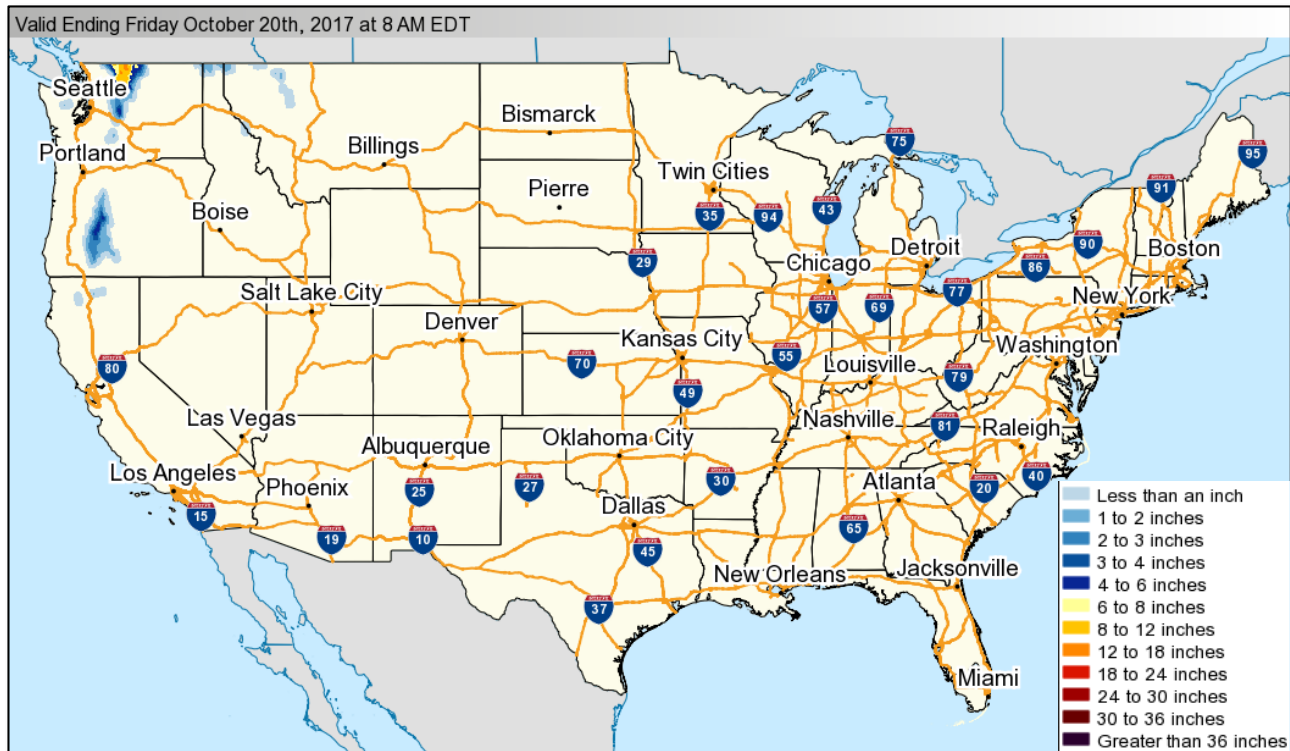 Valid Ending Friday October 20th, 2017 at 8 AM EDT
Seattle
Portland
Billings
Bismarck
Twin Cities
75
95
91
Pierre
Boise
35
94
43
90
Detroit
Boston
86
29
Chicago
Salt Lake City
57
69
77
New York
Denver
Kansas City
Washington
80
70
55
Louisville
79
49
Las Vegas
Nashville
81
Raleigh
Albuquerque
Oklahoma City
Los Angeles
Phoenix
25
27
30
Atlanta
20
40
15
19
10
Dallas
45
65
New Orleans
Jacksonville
37
Miami
Less than an inch
1 to 2 inches
2 to 3 inches
3 to 4 inches
4 to 6 inches
6 to 8 inches
8 to 12 inches
12 to 18 inches
18 to 24 inches
24 to 30 inches
30 to 36 inches
Greater than 36 inches